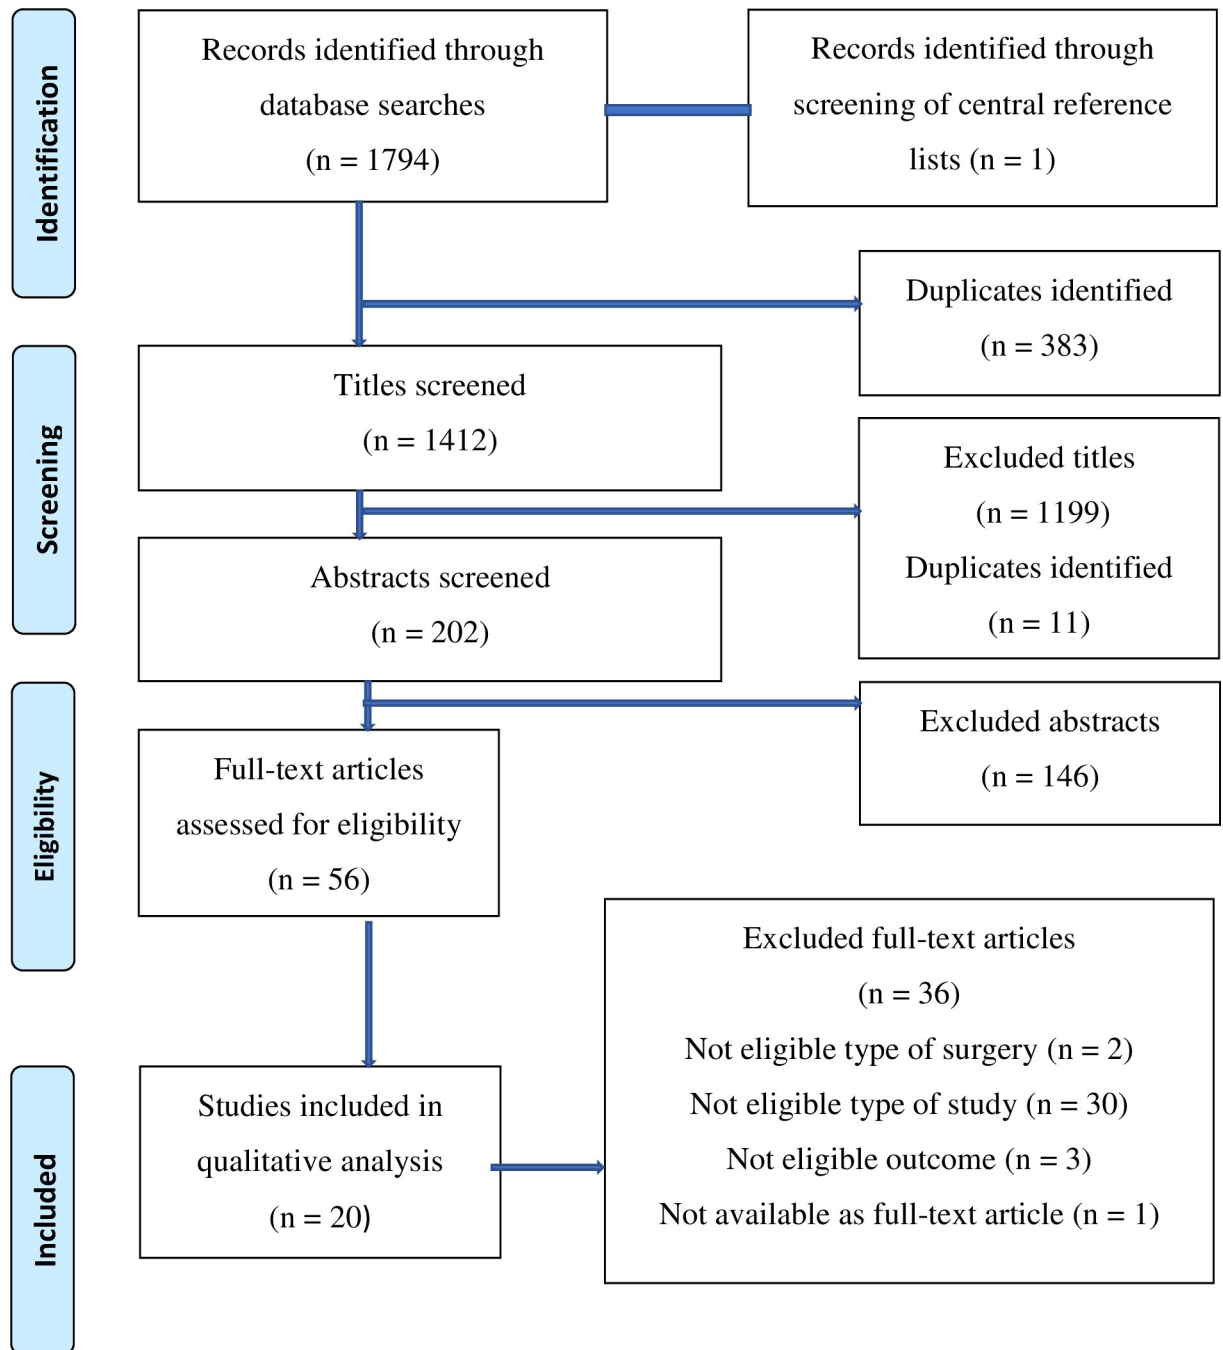 Identification
Records identified through
database searches
(n = 1794)
Records identified through
screening of central reference
lists (n = 1)
Duplicates identified
(n = 383)
Screening
Titles screened
(n = 1412)
Excluded titles
(n = 1199)
Duplicates identified
(n = 11)
Abstracts screened
(n = 202)
Excluded abstracts
(n = 146)
Eligibility
Full-text articles
assessed for eligibility
(n = 56)
Excluded full-text articles
(n = 36)
Not eligible type of surgery (n = 2)
Not eligible type of study (n = 30)
Not eligible outcome (n = 3)
Not available as full-text article (n = 1)
Included
Studies included in
qualitative analysis
(n = 20)